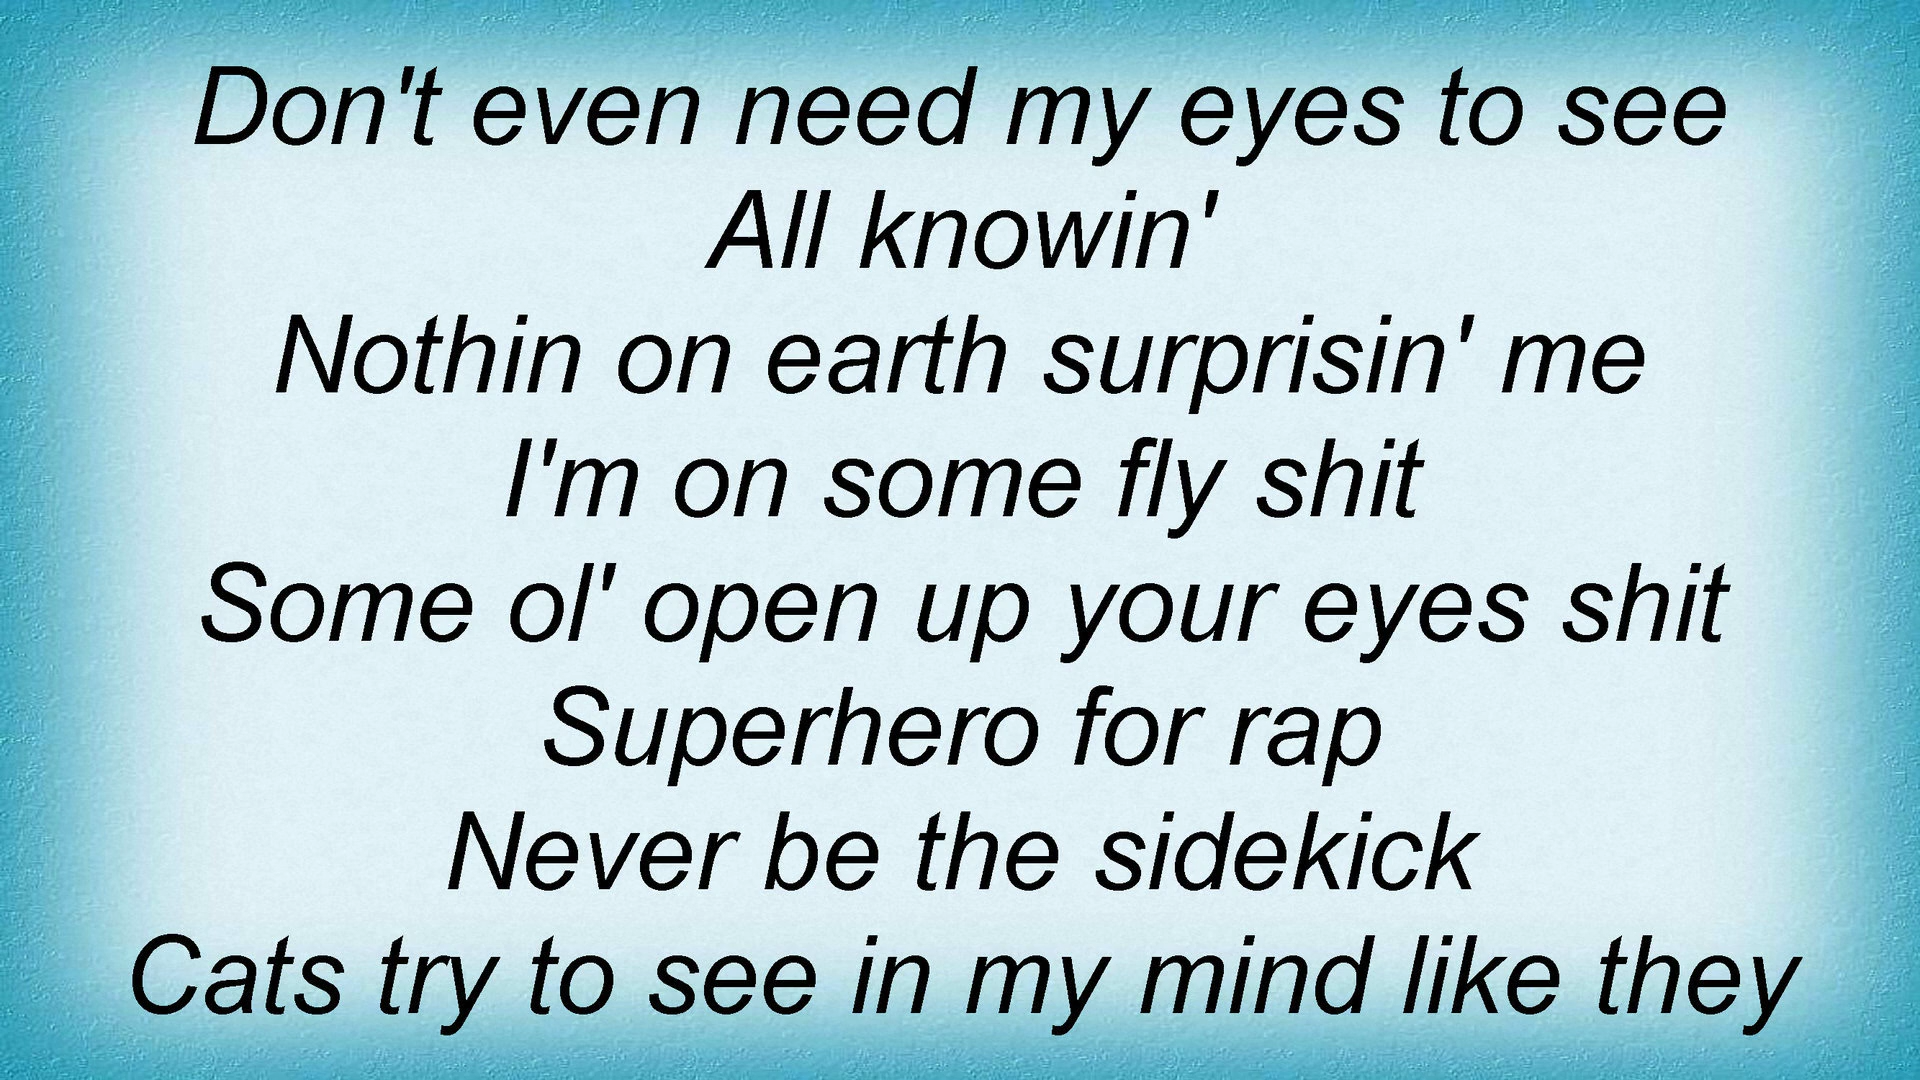 Don't even need my eyes to see
All knowin'
Nothin on earth surprisin' me
I'm on some fly shit
Some ol' open up your eyes shit
Superhero for rap
Never be the sidekick
Cats try to see in my mind like they